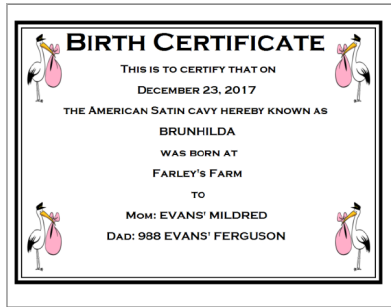 BIRTH CERTIFICATE
THIS IS TO CERTIFY THAT ON
DECEMBER 23, 2017
THE AMERICAN SATIN CAVY HEREBY KNOWN AS
BRUNHILDA
WAS BORN AT
FARLEY'S FARM
TO
MOM: EVANS' MILDRED
DAD: 988 EVANS' FERGUSON